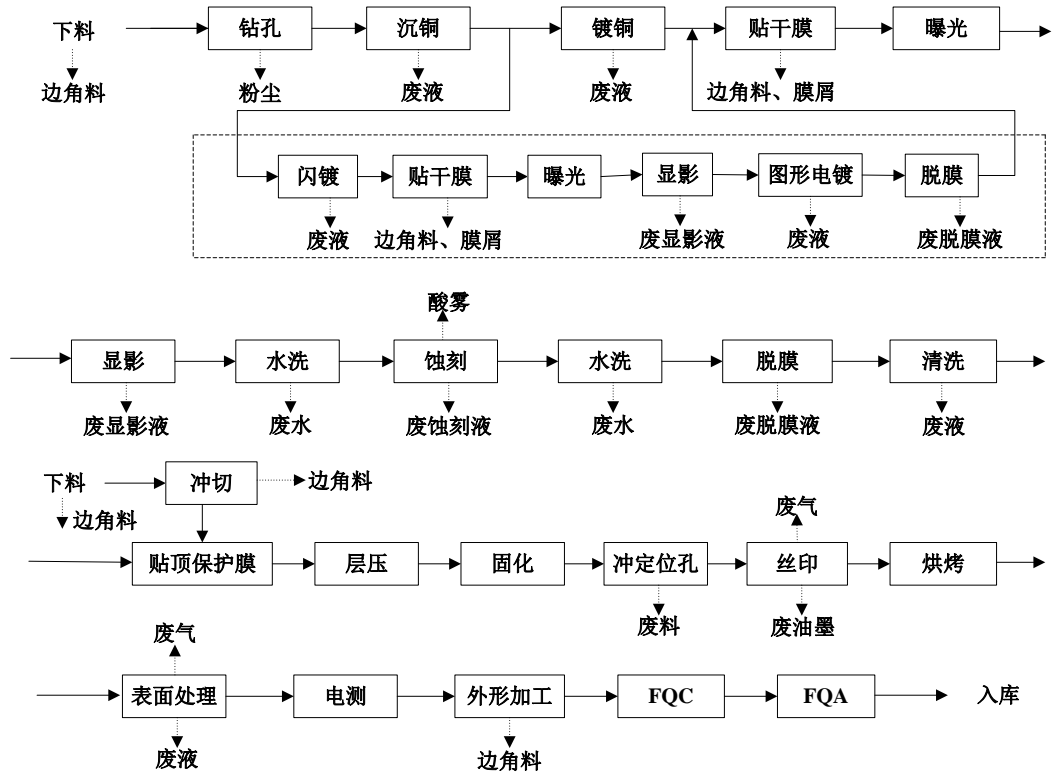 下料 钻孔 沉铜 镀铜 贴干膜 曝光
边角料 粉尘 废液 废液 边角料、膜屑
闪镀 贴干膜 曝光 显影 图形电镀 脱膜
废液 边角料、膜屑 废显影液 废液 废脱膜液
酸雾
显影 水洗 蚀刻 水洗 脱膜 清洗
废显影液 废水 废蚀刻液 废水 废脱膜液 废液
下料 冲切 边角料
边角料 废气
贴顶保护膜 层压 固化 冲定位孔 丝印 烘烤
废料 废油墨
废气
表面处理 电测 外形加工 FQC FQA 入库
废液 边角料